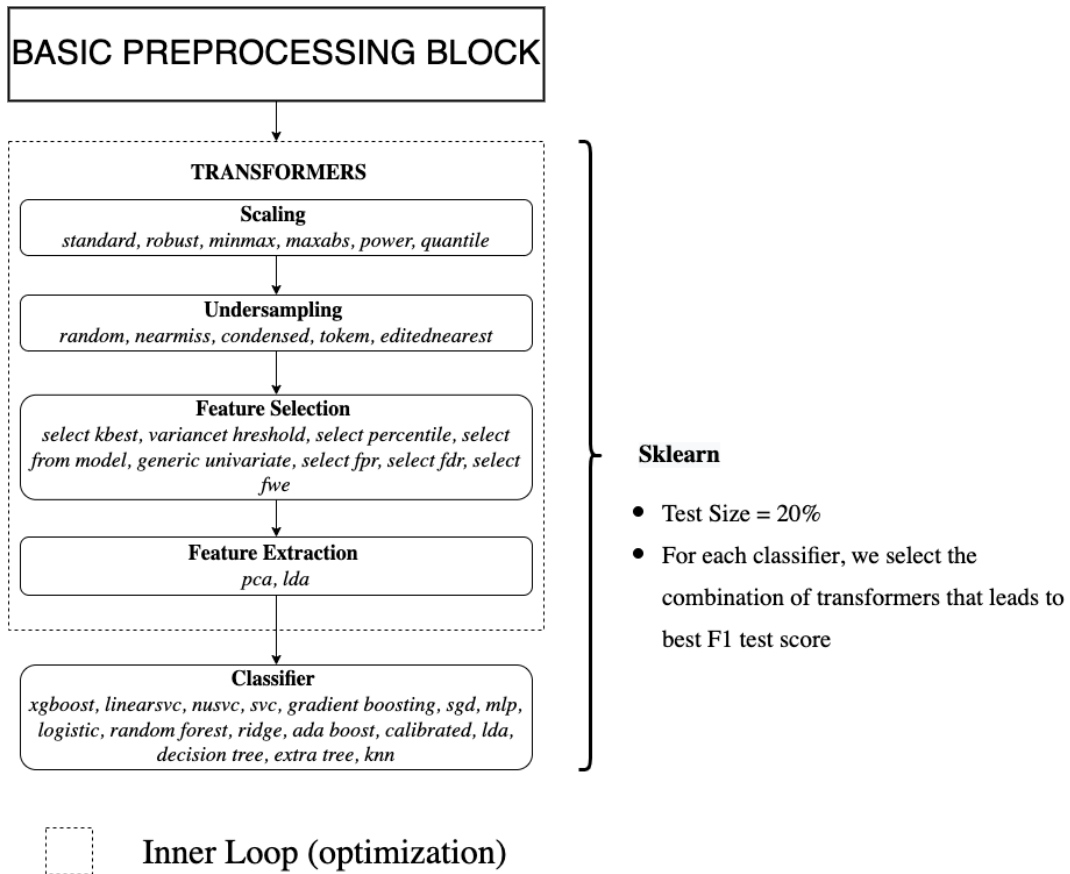 BASIC PREPROCESSING BLOCK
TRANSFORMERS
Scaling
standard, robust, minmax, maxabs, power, quantile
Undersampling
random, nearmiss, condensed, tokem, editednearest
Feature Selection
select kbest, variancet hreshold, select percentile, select
from model, generic univariate, select fpr, select fdr, select
fwe
Feature Extraction
pca, lda
Classifier
xgboost, linearsvc, nusvc, svc, gradient boosting, sgd, mlp,
logistic, random forest, ridge, ada boost, calibrated, lda,
decision tree, extra tree, knn
Sklearn
• Test Size = 20%
• For each classifier, we select the
combination of transformers that leads to
best F1 test score
Inner Loop (optimization)